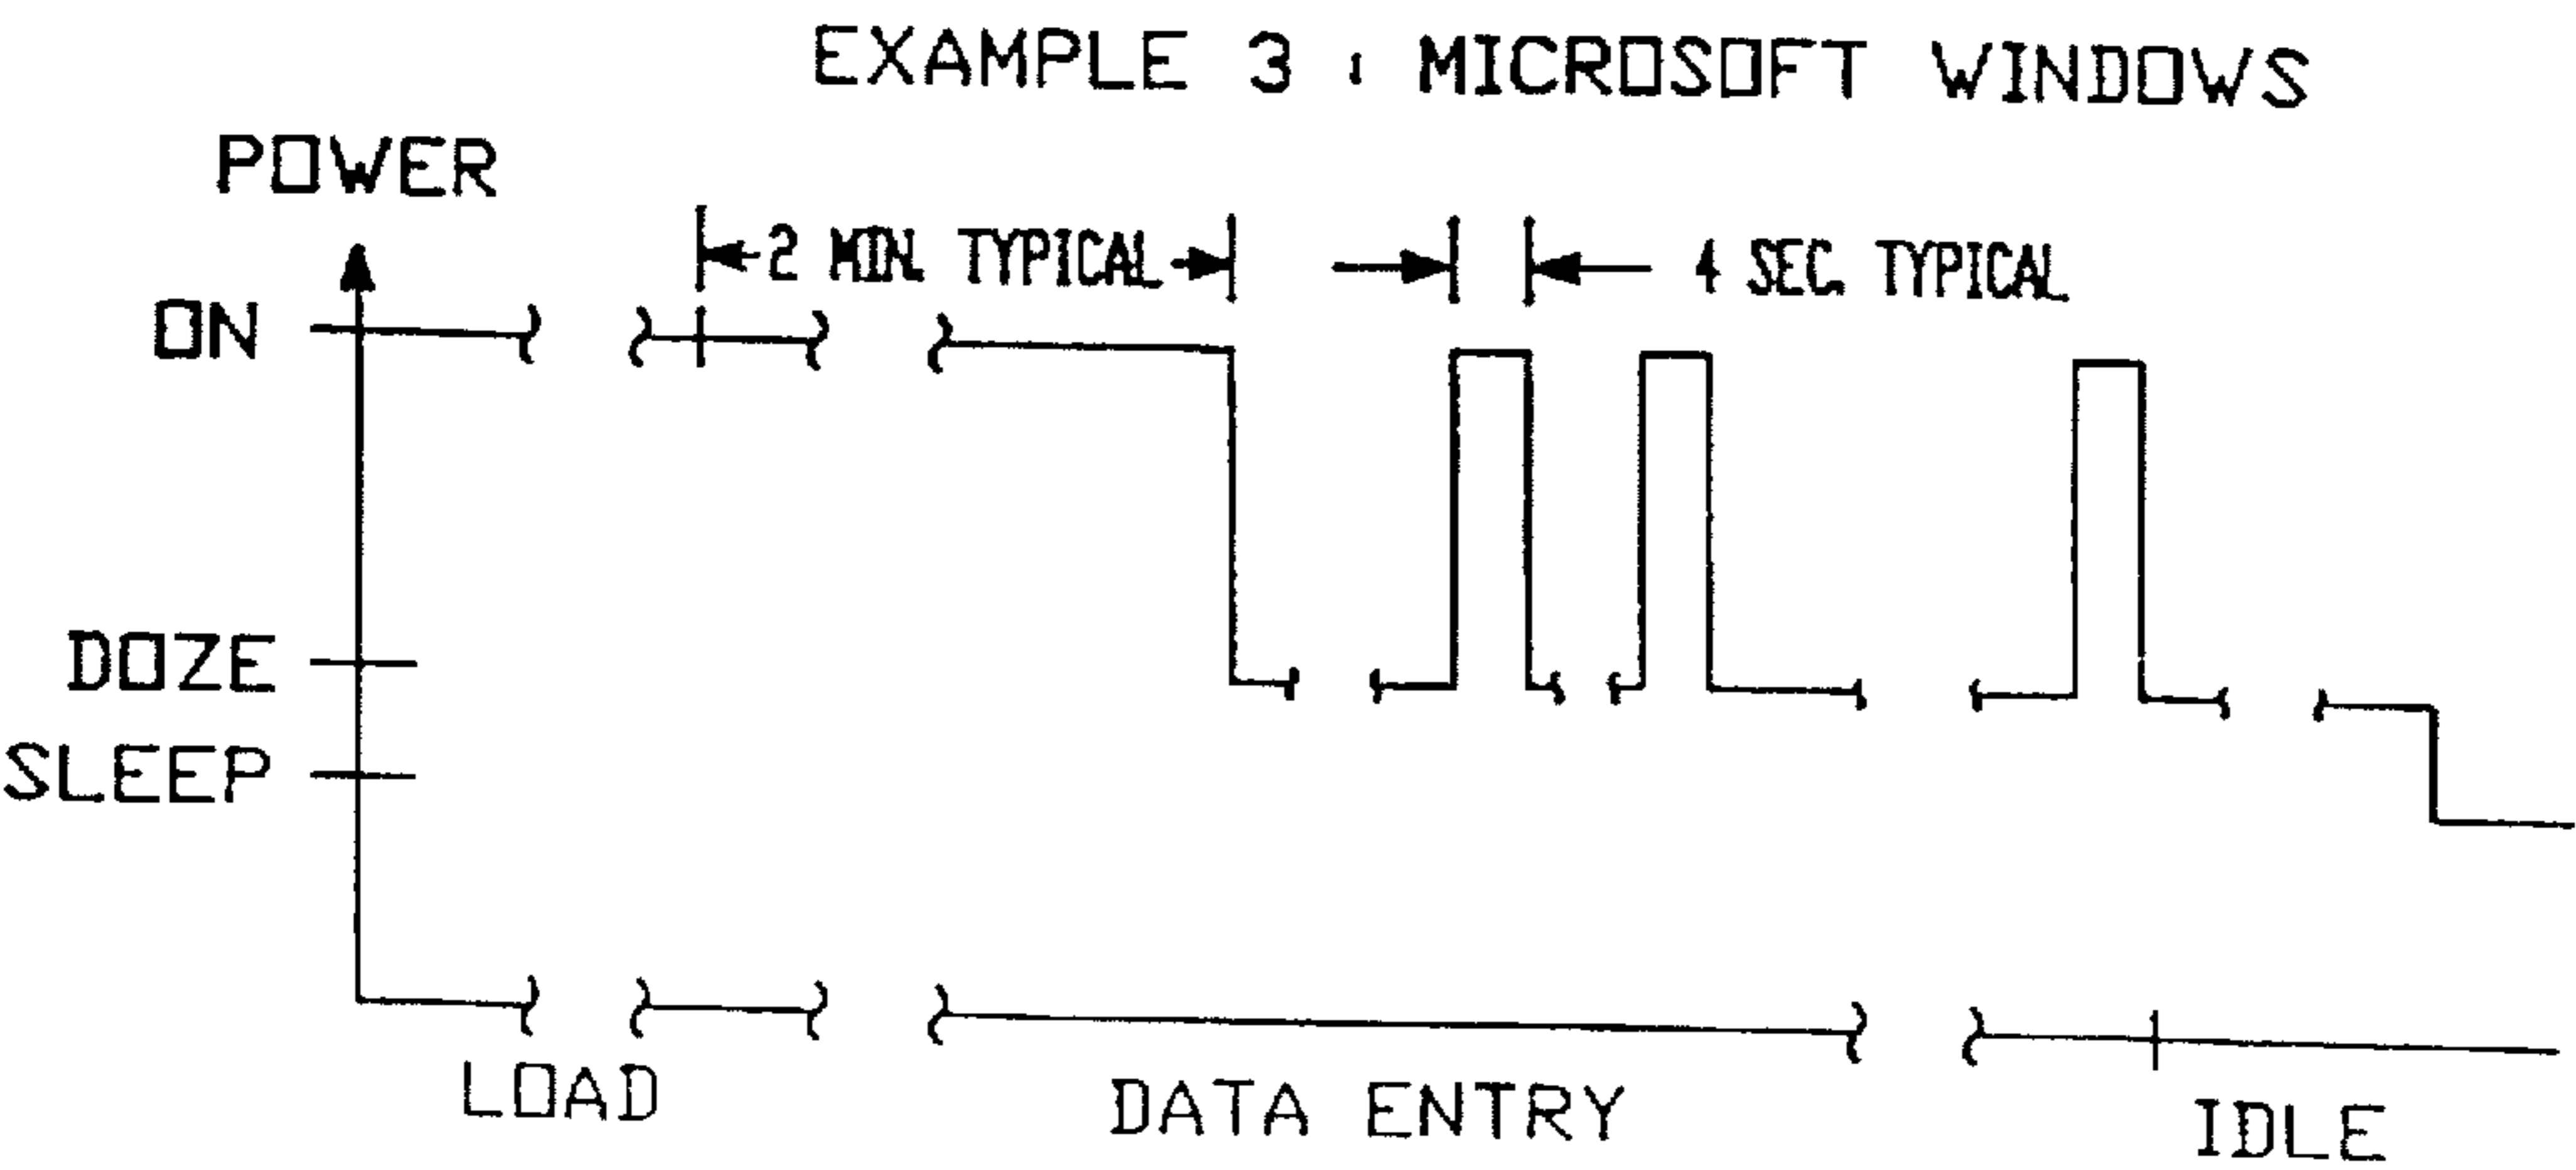 EXAMPLE 3 : MICROSOFT WINDOWS
POWER
2 MIN. TYPICAL
4 SEC. TYPICAL
ON
DOZE
SLEEP
LOAD
DATA ENTRY
IDLE